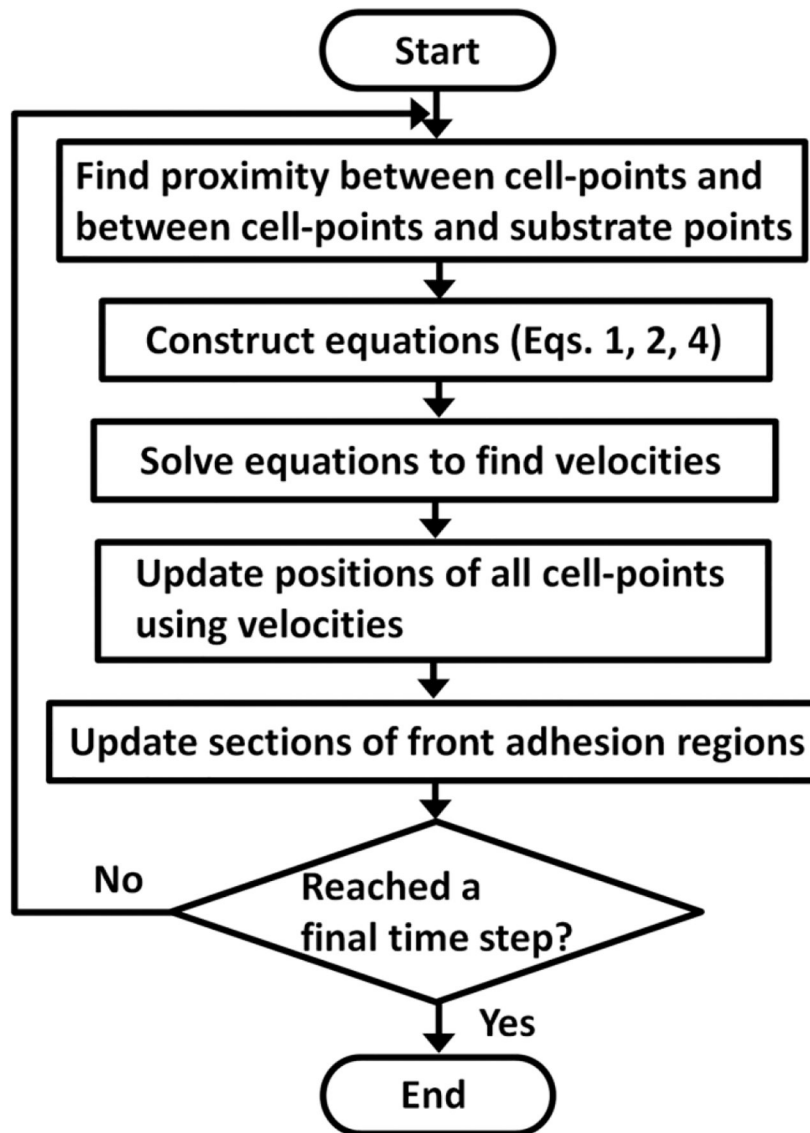 Start
Find proximity between cell-points and
between cell-points and substrate points
Construct equations (Eqs. 1, 2, 4)
Solve equations to find velocities
Update positions of all cell-points
using velocities
Update sections of front adhesion regions
No
Reached a
final time step?
Yes
End